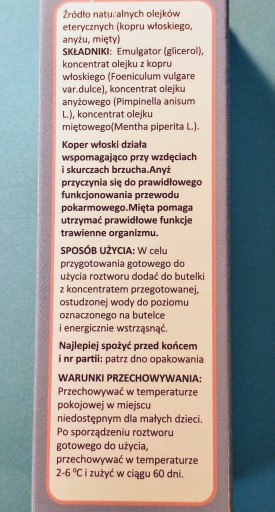 Źródło naturalnych olejków
eterycznych (kopru włoskiego,
anyżu, mięty)
SKŁADNIKI: Emulgator (glicerol),
koncentrat olejku z kopru
włoskiego (Foeniculum vulgare
var.dulce), koncentrat olejku
anyżowego (Pimpinella anisum
L.), koncentrat olejku
miętowego(Mentha piperita L.).
Koper włoski działa
wspomagająco przy wzdęciach
i skurczach brzucha.Anyż
przyczynia się do prawidłowego
funkcjonowania przewodu
pokarmowego.Mięta pomaga
utrzymać prawidłowe funkcje
trawienne organizmu.
SPOSÓB UŻYCIA: W celu
przygotowania gotowego do
użycia roztworu dodać do butelki
z koncentratem przegotowanej,
ostudzonej wody do poziomu
oznaczonego na butelce
i energicznie wstrząsnąć.
Najlepiej spożyć przed końcem
i nr partii: patrz dno opakowania
WARUNKI PRZECHOWYWANIA:
Przechowywać w temperaturze
pokojowej w miejscu
niedostępnym dla małych dzieci.
Po sporządzeniu roztworu
gotowego do użycia,
przechowywać w temperaturze
2-6 ⁰C i zużyć w ciągu 60 dni.